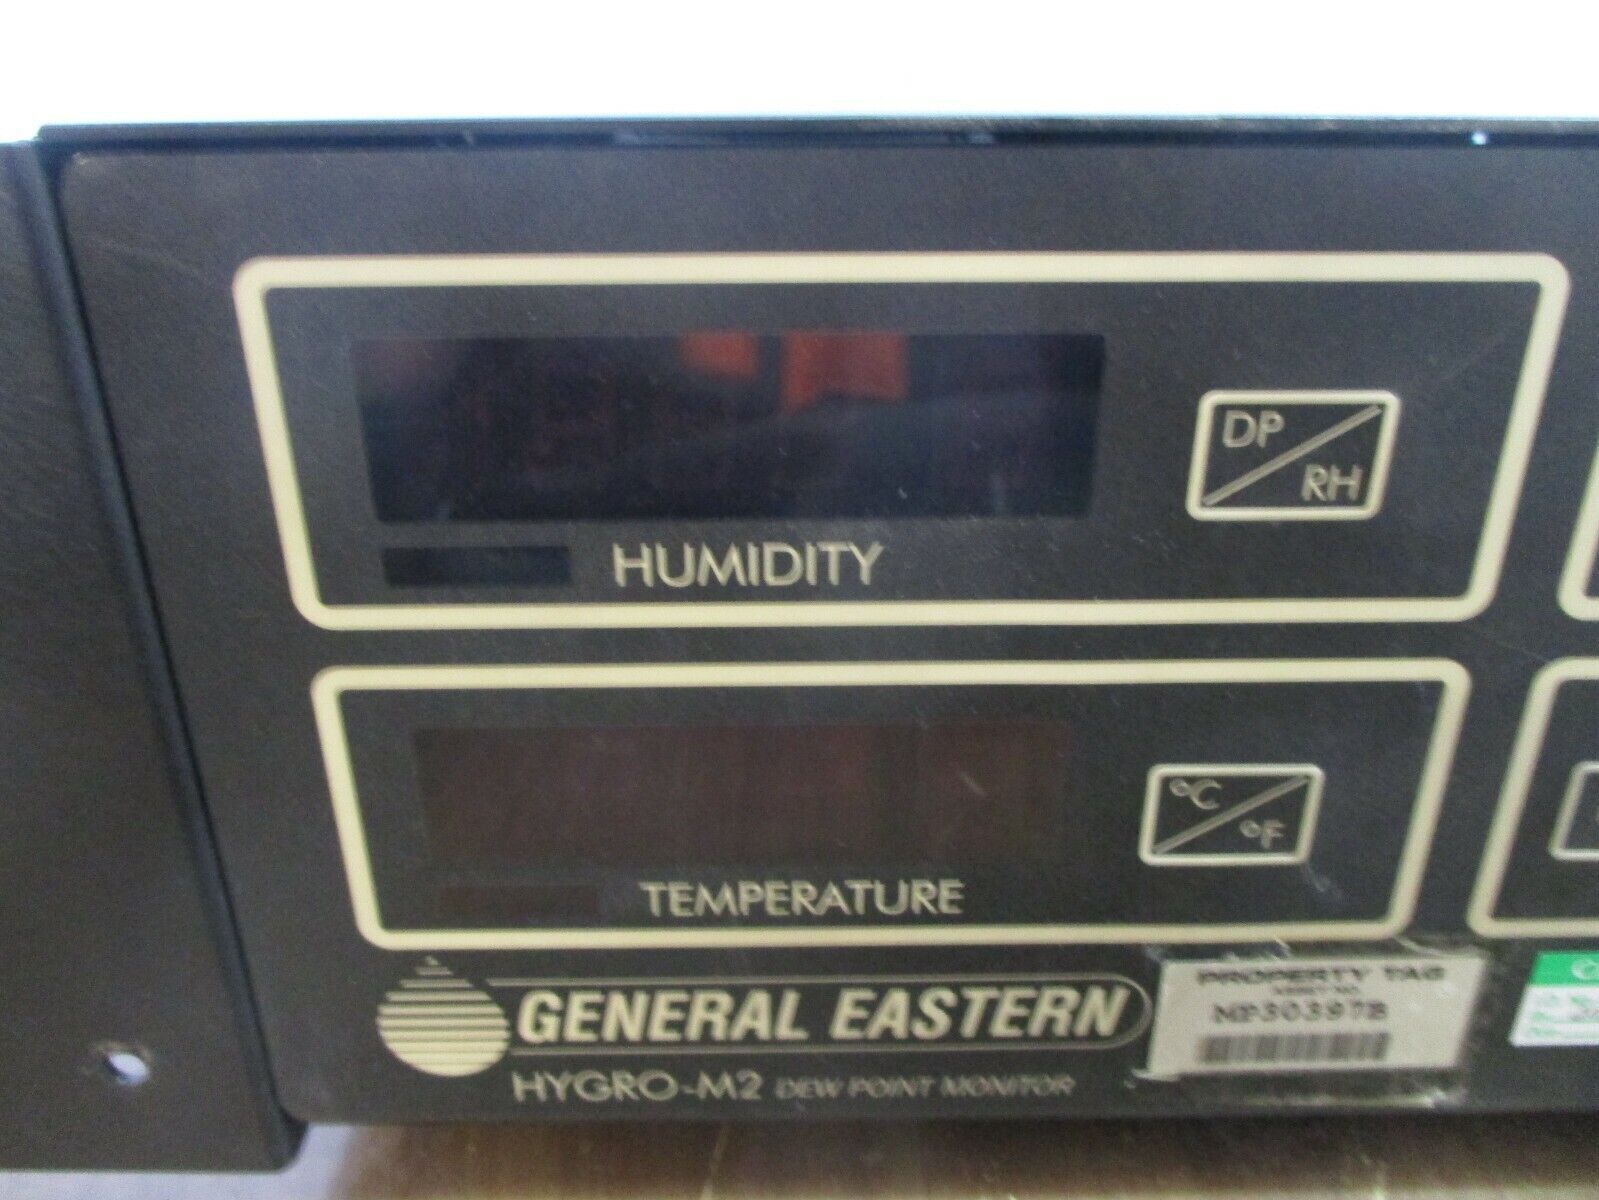 DP/RH
HUMIDITY
°C/°F
TEMPERATURE
GENERAL EASTERN
HYGRO-M2 DEW POINT MONITOR
PROPERTY TAG